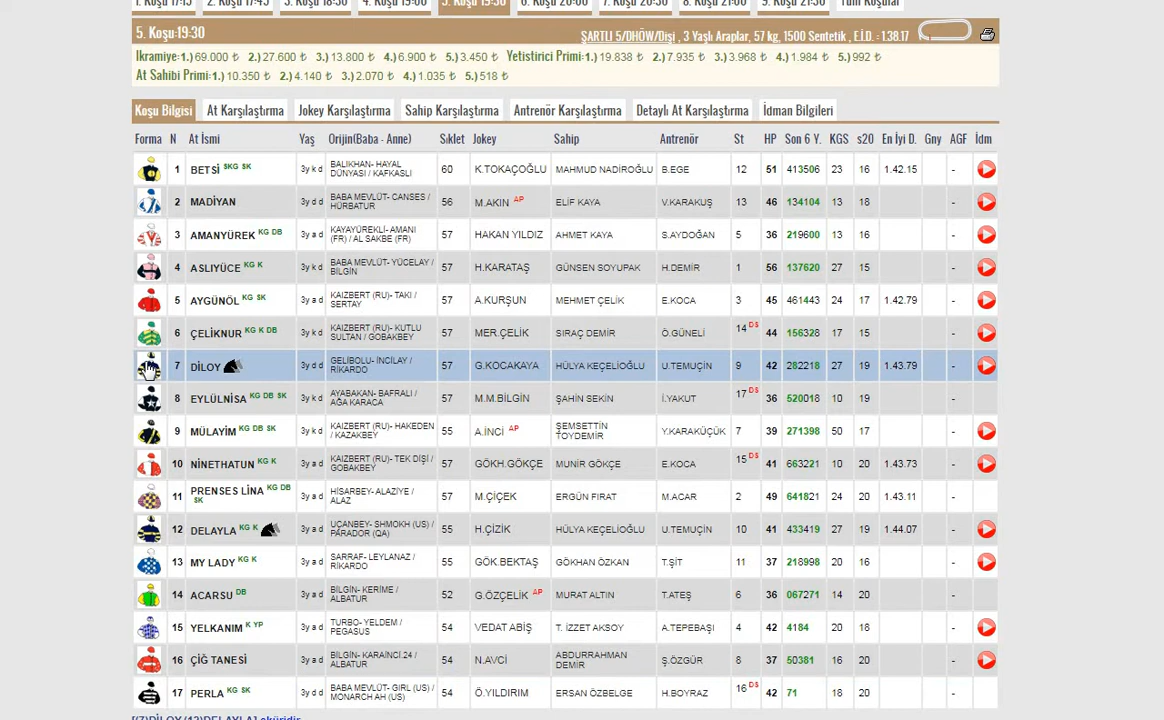 1. Koşu 17:15 2. Koşu 17:45 3. Koşu 18:30 4. Koşu 19:00 5. Koşu 19:30 6. Koşu 20:00 7. Koşu 20:30 8. Koşu 21:00 9. Koşu 21:30 Tüm Koşular
5. Koşu:19:30 ŞARTLI 5/DHÖW/Dişi , 3 Yaşlı Araplar, 57 kg, 1500 Sentetik , E.İ.D. : 1.38.17
Ikramiye:1.) 69.000 ₺ 2.) 27.600 ₺ 3.) 13.800 ₺ 4.) 6.900 ₺ 5.) 3.450 ₺ Yetistirici Primi:1.) 19.838 ₺ 2.) 7.935 ₺ 3.) 3.968 ₺ 4.) 1.984 ₺ 5.) 992 ₺
At Sahibi Primi:1.) 10.350 ₺ 2.) 4.140 ₺ 3.) 2.070 ₺ 4.) 1.035 ₺ 5.) 518 ₺
Koşu Bilgisi At Karşılaştırma Jokey Karşılaştırma Sahip Karşılaştırma Antrenör Karşılaştırma Detaylı At Karşılaştırma İdman Bilgileri
Forma N At İsmi Yaş Orijin(Baba - Anne) Sıklet Jokey Sahip Antrenör St HP Son 6 Y. KGS s20 En İyi D. Gny AGF İdm
1 BETSİ SKG SK 3y k d BALIKHAN- HAYAL DÜNYASI / KAFKASLI 60 K.TOKAÇOĞLU MAHMUD NADİROĞLU B.EGE 12 51 413506 23 16 1.42.15 -
2 MADİYAN 3y d d BABA MEVLÜT- CANSES / HÜRBATUR 56 M.AKIN AP ELİF KAYA V.KARAKUŞ 13 46 134104 13 18 -
3 AMANYÜREK KG DB 3y a d KAYAYÜREKLİ- AMANI (FR) / AL SAKBE (FR) 57 HAKAN YILDIZ AHMET KAYA S.AYDOĞAN 5 36 219600 13 16 -
4 ASLIYÜCE KG K 3y k d BABA MEVLÜT- YÜCELAY / BİLGİN 57 H.KARATAŞ GÜNSEN SOYUPAK H.DEMİR 1 56 137620 27 15 -
5 AYGÜNÖL KG SK 3y a d KAIZBERT (RU)- TAKI / SERTAY 57 A.KURŞUN MEHMET ÇELİK E.KOCA 3 45 461443 24 17 1.42.79 -
6 ÇELİKNUR KG K DB 3y k d KAIZBERT (RU)- KUTLU SULTAN / GOBAKBEY 57 MER.ÇELİK SIRAÇ DEMİR Ö.GÜNELİ 14 DS 44 156328 17 15 -
7 DİLOY 3y d d GELİBOLU- İNCİLAY / RİKARDO 57 G.KOCAKAYA HÜLYA KEÇELİOĞLU U.TEMUÇİN 9 42 282218 27 19 1.43.79 -
8 EYLÜLNİSA KG DB SK 3y k d AYABAKAN- BAFRALI / AĞA KARACA 57 M.M.BİLGİN ŞAHİN SEKİN İ.YAKUT 17 DS 36 520018 10 19 -
9 MÜLAYİM KG DB SK 3y k d KAIZBERT (RU)- HAKEDEN / KAZAKBEY 55 A.İNCİ AP ŞEMSETTİN TOYDEMİR Y.KARAKÜÇÜK 7 39 271398 50 17 -
10 NİNETHATUN KG K 3y a d KAIZBERT (RU)- TEK DİŞİ / GOBAKBEY 57 GÖKH.GÖKÇE MUNİR GÖKÇE E.KOCA 15 DS 41 663221 10 20 1.43.73 -
11 PRENSES LİNA KG DB SK 3y a d HİSARBEY- ALAZİYE / ALAZ 57 M.ÇİÇEK ERGÜN FIRAT M.ACAR 2 49 641821 24 20 1.43.11 -
12 DELAYLA KG K 3y a d UÇANBEY- SHMOKH (US) / PARADOR (QA) 55 H.ÇİZİK HÜLYA KEÇELİOĞLU U.TEMUÇİN 10 41 433419 27 19 1.44.07 -
13 MY LADY KG K 3y a d SARRAF- LEYLANAZ / RİKARDO 55 GÖK.BEKTAŞ GÖKHAN ÖZKAN T.ŞİT 11 37 218998 20 16 -
14 ACARSU DB 3y a d BİLGİN- KERİME / ALBATUR 52 G.ÖZÇELİK AP MURAT ALTIN T.ATEŞ 6 36 067271 14 20 -
15 YELKANIM K YP 3y a d TURBO- YELDEM / PEGASUS 54 VEDAT ABİŞ T. İZZET AKSOY A.TEPEBAŞI 4 42 4184 20 18 -
16 ÇİĞ TANESİ 3y a d BİLGİN- KARAİNCİ.24 / ALBATUR 54 N.AVCİ ABDURRAHMAN DEMİR Ş.ÖZGÜR 8 37 50381 16 20 -
17 PERLA KG SK 3y d d BABA MEVLÜT- GIRL (US) / MONARCH AH (US) 54 Ö.YILDIRIM ERSAN ÖZBELGE H.BOYRAZ 16 DS 42 71 18 20 -
[(7)DİLOY,(12)DELAYLA] eküridir.